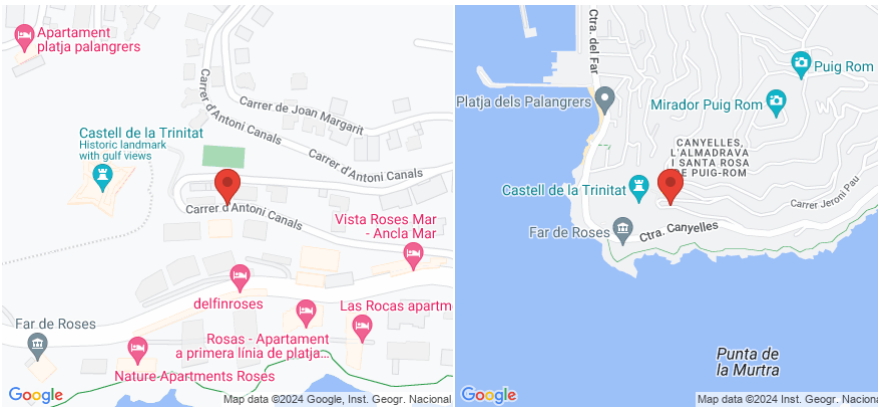 Apartament
platja palangrers
Carrer de Joan Margarit
Carrer d'Antoni Canals
Carrer d'Antoni Canals
Castell de la Trinitat
Historic landmark
with gulf views
Carrer d'Antoni Canals
Carrer d'Antoni Canals
Vista Roses Mar
- Ancla Mar
delfinroses
Las Rocas apartm
Far de Roses
Rosas - Apartament
a primera línia de platja...
Nature-Apartments Roses
Google
Map data ©2024 Google, Inst. Geogr. Nacional
Ctra. del Far
Puig Rom
Platja dels Palangrers
Mirador Puig Rom
CANYELLES,
L'ALMADRAVA
I SANTA ROSA
DE PUIG-ROM
Castell de la Trinitat
Carrer Jeroni Pau
Far de Roses
Ctra. Canyelles
Punta de
la Murtra
Google
Map data ©2024 Inst. Geogr. Nacional